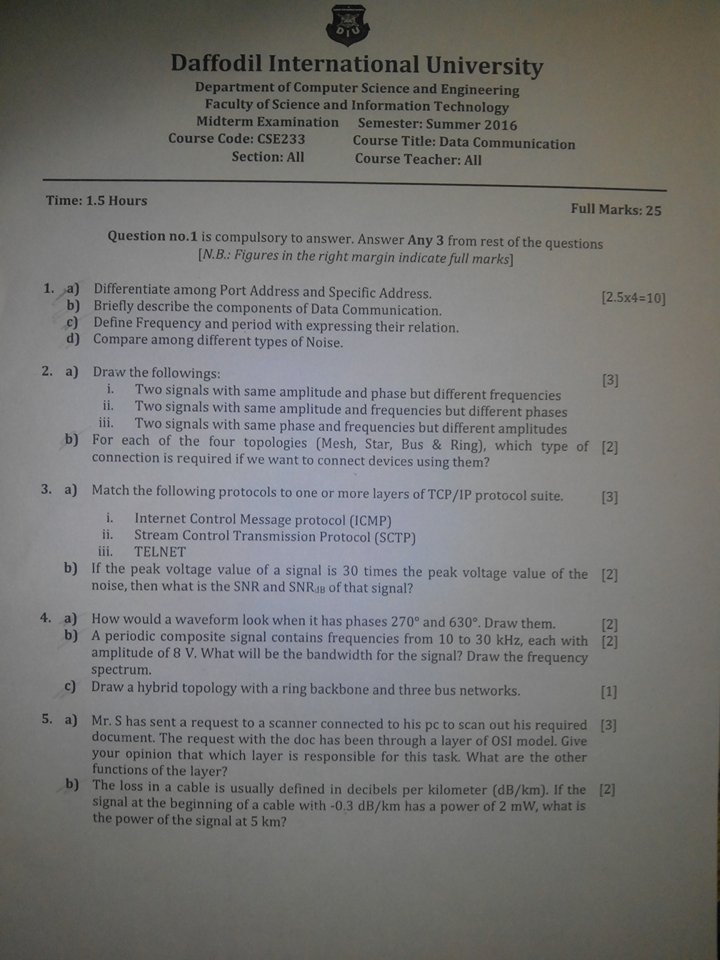 DIU
Daffodil International University
Department of Computer Science and Engineering
Faculty of Science and Information Technology
Midterm Examination Semester: Summer 2016
Course Code: CSE233 Course Title: Data Communication
Section: All Course Teacher: All
Time: 1.5 Hours Full Marks: 25
Question no.1 is compulsory to answer. Answer Any 3 from rest of the questions
[N.B.: Figures in the right margin indicate full marks]
1. a) Differentiate among Port Address and Specific Address. [2.5x4=10]
b) Briefly describe the components of Data Communication.
c) Define Frequency and period with expressing their relation.
d) Compare among different types of Noise.
2. a) Draw the followings: [3]
i. Two signals with same amplitude and phase but different frequencies
ii. Two signals with same amplitude and frequencies but different phases
iii. Two signals with same phase and frequencies but different amplitudes
b) For each of the four topologies (Mesh, Star, Bus & Ring), which type of [2]
connection is required if we want to connect devices using them?
3. a) Match the following protocols to one or more layers of TCP/IP protocol suite. [3]
i. Internet Control Message protocol (ICMP)
ii. Stream Control Transmission Protocol (SCTP)
iii. TELNET
b) If the peak voltage value of a signal is 30 times the peak voltage value of the [2]
noise, then what is the SNR and SNRdB of that signal?
4. a) How would a waveform look when it has phases 270° and 630°. Draw them. [2]
b) A periodic composite signal contains frequencies from 10 to 30 kHz, each with [2]
amplitude of 8 V. What will be the bandwidth for the signal? Draw the frequency
spectrum.
c) Draw a hybrid topology with a ring backbone and three bus networks. [1]
5. a) Mr. S has sent a request to a scanner connected to his pc to scan out his required [3]
document. The request with the doc has been through a layer of OSI model. Give
your opinion that which layer is responsible for this task. What are the other
functions of the layer?
b) The loss in a cable is usually defined in decibels per kilometer (dB/km). If the [2]
signal at the beginning of a cable with -0.3 dB/km has a power of 2 mW, what is
the power of the signal at 5 km?